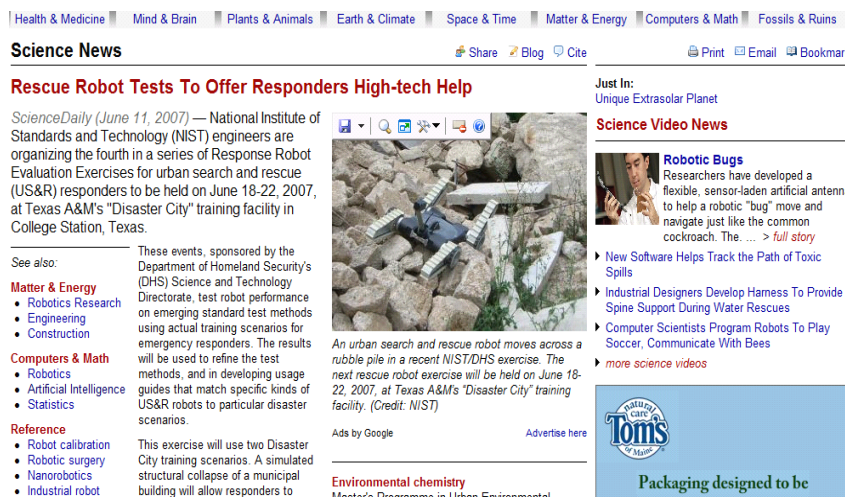 Health & Medicine Mind & Brain Plants & Animals Earth & Climate Space & Time Matter & Energy Computers & Math Fossils & Ruins
Science News
Share Blog Cite
Print Email Bookmar
Rescue Robot Tests To Offer Responders High-tech Help
ScienceDaily (June 11, 2007) — National Institute of
Standards and Technology (NIST) engineers are
organizing the fourth in a series of Response Robot
Evaluation Exercises for urban search and rescue
(US&R) responders to be held on June 18-22, 2007,
at Texas A&M's "Disaster City" training facility in
College Station, Texas.
See also:
Matter & Energy
Robotics Research
Engineering
Construction
Computers & Math
Robotics
Artificial Intelligence
Statistics
Reference
Robot calibration
Robotic surgery
Nanorobotics
Industrial robot
These events, sponsored by the
Department of Homeland Security's
(DHS) Science and Technology
Directorate, test robot performance
on emerging standard test methods
using actual training scenarios for
emergency responders. The results
will be used to refine the test
methods, and in developing usage
guides that match specific kinds of
US&R robots to particular disaster
scenarios.
This exercise will use two Disaster
City training scenarios. A simulated
structural collapse of a municipal
building will allow responders to
An urban search and rescue robot moves across a
rubble pile in a recent NIST/DHS exercise. The
next rescue robot exercise will be held on June 18-
22, 2007, at Texas A&M's "Disaster City" training
facility. (Credit: NIST)
Ads by Google Advertise here
Environmental chemistry
Master's Programme in Urban Environmental
Just In:
Unique Extrasolar Planet
Science Video News
Robotic Bugs
Researchers have developed a
flexible, sensor-laden artificial antenn
to help a robotic "bug" move and
navigate just like the common
cockroach. The. ... > full story
New Software Helps Track the Path of Toxic
Spills
Industrial Designers Develop Harness To Provide
Spine Support During Water Rescues
Computer Scientists Program Robots To Play
Soccer, Communicate With Bees
more science videos
natural
care
Tom's
of Maine
Packaging designed to be